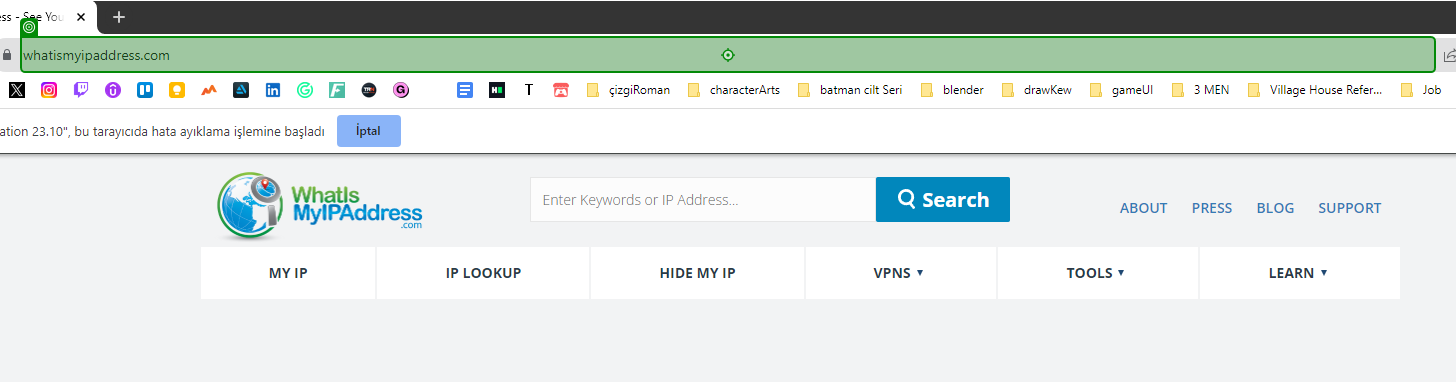 ess - See You
whatismyipaddress.com
çizgiRoman characterArts batman cilt Seri blender drawKew gameUI 3 MEN Village House Refer... Job
ation 23.10", bu tarayıcıda hata ayıklama işlemine başladı İptal
WhatIs
MyIPAddress
.com
Enter Keywords or IP Address... Search
ABOUT PRESS BLOG SUPPORT
MY IP IP LOOKUP HIDE MY IP VPNS TOOLS LEARN